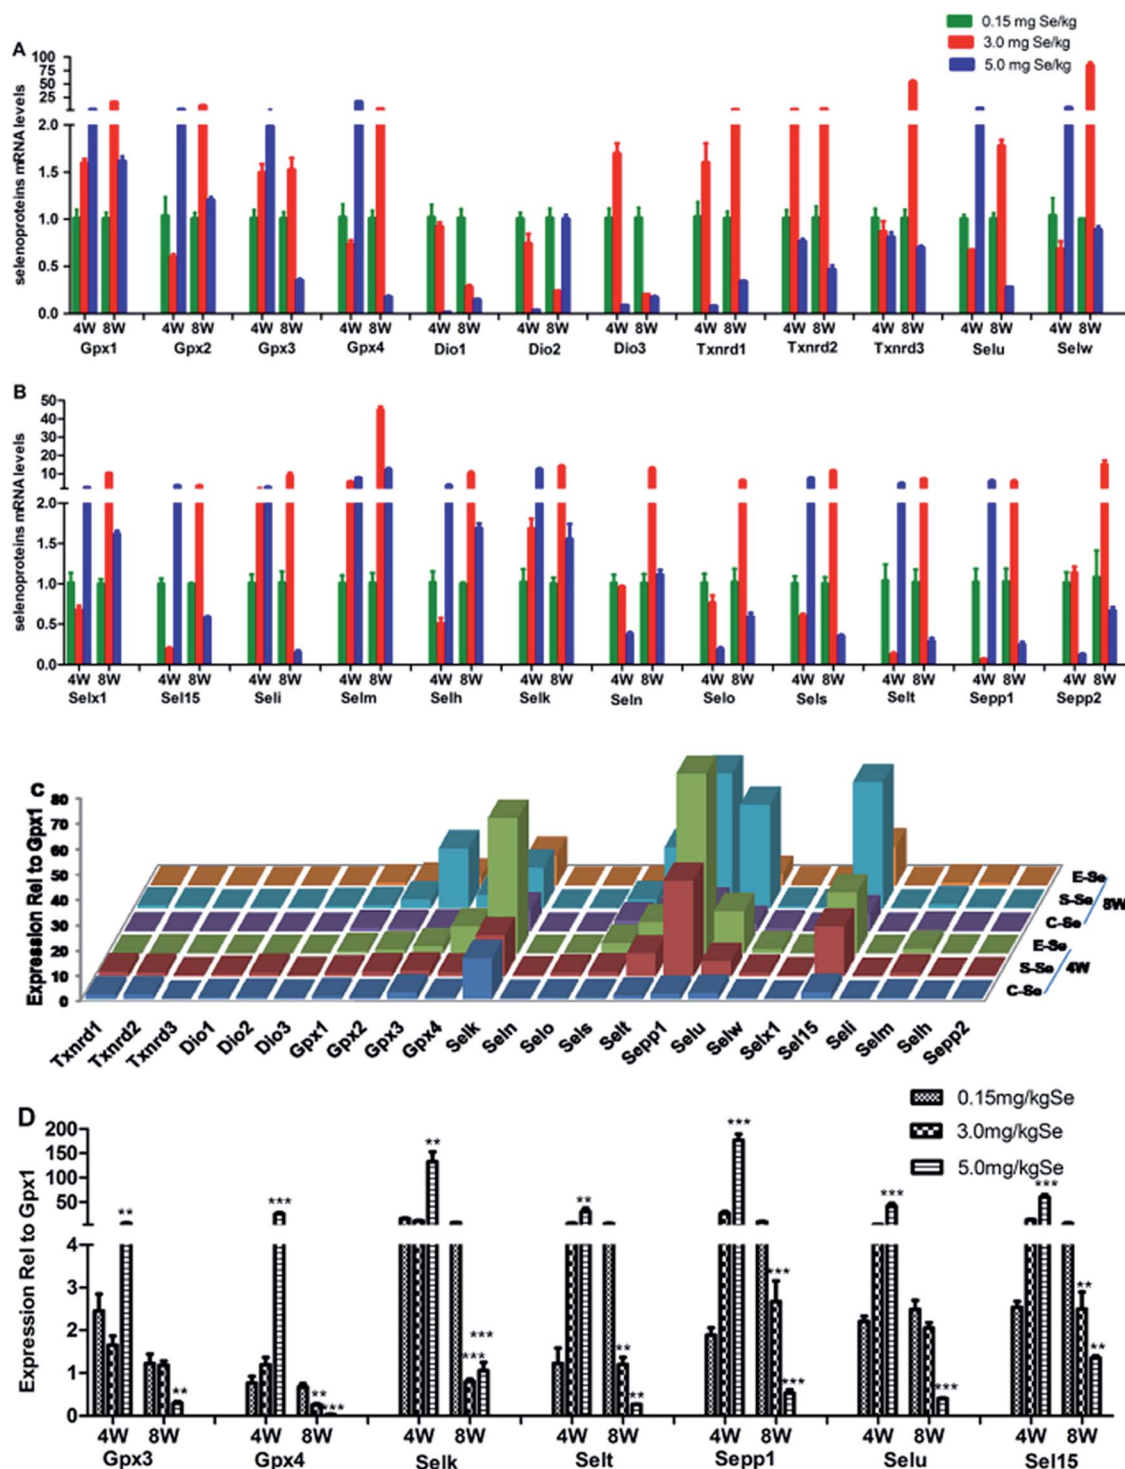 0.15 mg Se/kg
3.0 mg Se/kg
5.0 mg Se/kg
A
selenoproteins mRNA levels
100
75
50
25
2.0
1.5
1.0
0.5
0.0
4W 8W 4W 8W 4W 8W 4W 8W 4W 8W 4W 8W 4W 8W 4W 8W 4W 8W 4W 8W 4W 8W 4W 8W
Gpx1 Gpx2 Gpx3 Gpx4 Dio1 Dio2 Dio3 Txnrd1 Txnrd2 Txnrd3 Selu Selw
B
selenoproteins mRNA levels
50
40
30
20
10
2.0
1.5
1.0
0.5
0.0
4W 8W 4W 8W 4W 8W 4W 8W 4W 8W 4W 8W 4W 8W 4W 8W 4W 8W 4W 8W 4W 8W 4W 8W
Selx1 Sel15 Seli Selm Selh Selk Seln Selo Sels Selt Sepp1 Sepp2
C
Expression Rel to Gpx1
80
70
60
50
40
30
20
10
0
E-Se
S-Se
8W
C-Se
E-Se
S-Se
4W
C-Se
Txnrd1 Txnrd2 Txnrd3 Dio1 Dio2 Dio3 Gpx1 Gpx2 Gpx3 Gpx4 Selk Seln Selo Sels Selt Sepp1 Selu Selw Selx1 Sel15 Seli Selm Selh Sepp2
D
0.15mg/kgSe
3.0mg/kgSe
5.0mg/kgSe
Expression Rel to Gpx1
200
150
100
50
4
3
2
1
0
** *** ** ** *** *** ***
** ** *** *** *** ** ** *** *** *** ** **
4W 8W 4W 8W 4W 8W 4W 8W 4W 8W 4W 8W 4W 8W
Gpx3 Gpx4 Selk Selt Sepp1 Selu Sel15